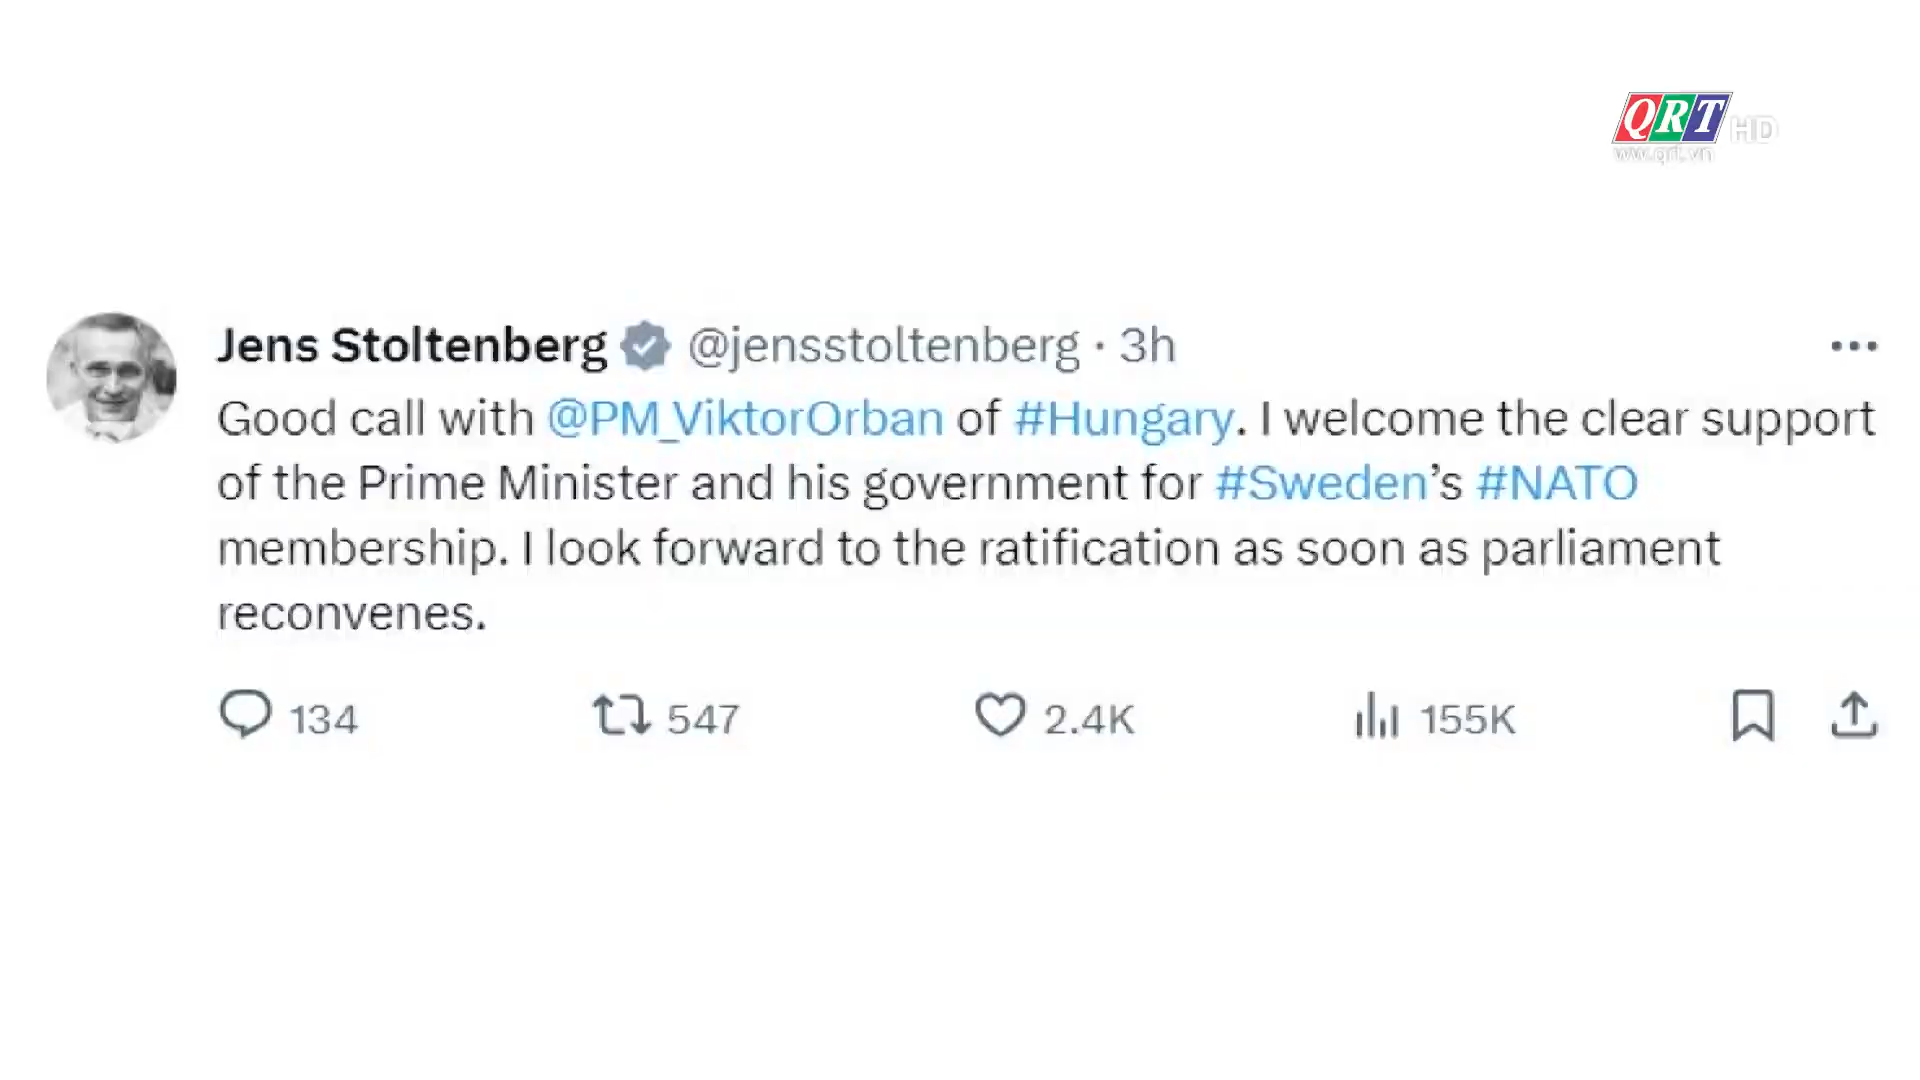 QRT HD
www.qrt.vn
Jens Stoltenberg @jensstoltenberg · 3h
Good call with @PM_ViktorOrban of #Hungary. I welcome the clear support
of the Prime Minister and his government for #Sweden’s #NATO
membership. I look forward to the ratification as soon as parliament
reconvenes.
134 547 2.4K 155K